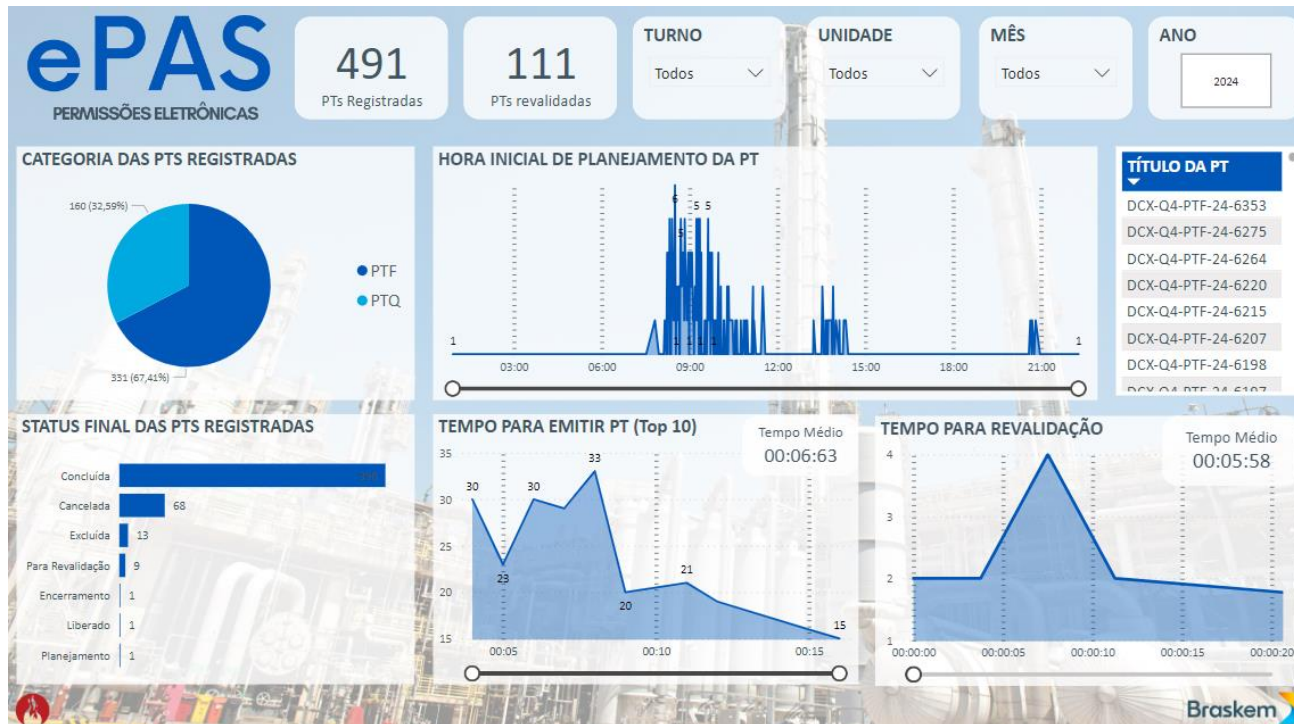 ePAS
PERMISSÕES ELETRÔNICAS
491
PTs Registradas
111
PTs revalidadas
TURNO
Todos
UNIDADE
Todos
MÊS
Todos
ANO
2024
CATEGORIA DAS PTS REGISTRADAS
160 (32,59%)
331 (67,41%)
PTF
PTQ
HORA INICIAL DE PLANEJAMENTO DA PT
6
5 5
5
1
1 1 1 1
1
03:00 06:00 09:00 12:00 15:00 18:00 21:00
TÍTULO DA PT
DCX-Q4-PTF-24-6353
DCX-Q4-PTF-24-6275
DCX-Q4-PTF-24-6264
DCX-Q4-PTF-24-6220
DCX-Q4-PTF-24-6215
DCX-Q4-PTF-24-6207
DCX-Q4-PTF-24-6198
DCX-Q4-PTF-24-6197
STATUS FINAL DAS PTS REGISTRADAS
Concluída
Cancelada 68
Excluída 13
Para Revalidação 9
Encerramento 1
Liberado 1
Planejamento 1
TEMPO PARA EMITIR PT (Top 10)
Tempo Médio
00:06:63
35
30
25
20
15
30
23
30
33
20
21
15
00:05 00:10 00:15
TEMPO PARA REVALIDAÇÃO
Tempo Médio
00:05:58
4
3
2
1
00:00:00 00:00:05 00:00:10 00:00:15 00:00:20
Braskem